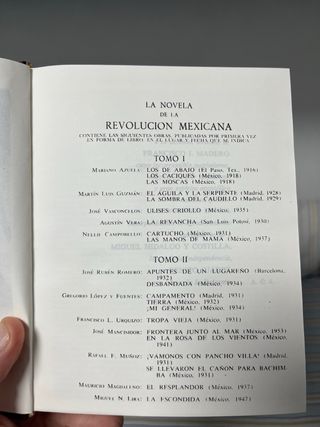 LA NOVELA
DE LA
REVOLUCION MEXICANA
CONTIENE LAS SIGUIENTES OBRAS, PUBLICADAS POR PRIMERA VEZ
EN FORMA DE LIBRO, EN EL LUGAR Y FECHA QUE SE INDICA
TOMO I
MARIANO AZUELA: LOS DE ABAJO (El Paso, Tex., 1916)
LOS CACIQUES (México, 1918)
LAS MOSCAS (México, 1918)
MARTÍN LUIS GUZMÁN: EL AGUILA Y LA SERPIENTE (Madrid, 1928)
LA SOMBRA DEL CAUDILLO (Madrid, 1929)
JOSÉ VASCONCELOS: ULISES CRIOLLO (México, 1935)
AGUSTÍN VERA: LA REVANCHA (San Luis Potosí, 1930)
NELLIE CAMPOBELLO: CARTUCHO (México, 1931)
LAS MANOS DE MAMA (México, 1937)
TOMO II
JOSÉ RUBÉN ROMERO: APUNTES DE UN LUGAREÑO (Barcelona,
1932)
DESBANDADA (México, 1934)
GREGORIO LÓPEZ Y FUENTES: CAMPAMENTO (Madrid, 1931)
TIERRA (México, 1932)
¡MI GENERAL! (México, 1934)
FRANCISCO L. URQUIZO: TROPA VIEJA (México, 1931)
JOSÉ MANCISIDOR: FRONTERA JUNTO AL MAR (México, 1953)
EN LA ROSA DE LOS VIENTOS (México,
1941)
RAFAEL F. MUÑOZ: ¡VAMONOS CON PANCHO VILLA! (Madrid,
1931)
SE LLEVARON EL CAÑON PARA BACHIM
BA (México, 1931)
MAURICIO MAGDALENO: EL RESPLANDOR (México, 1937)
MIGUEL N. LIRA: LA ESCONDIDA (México, 1947)